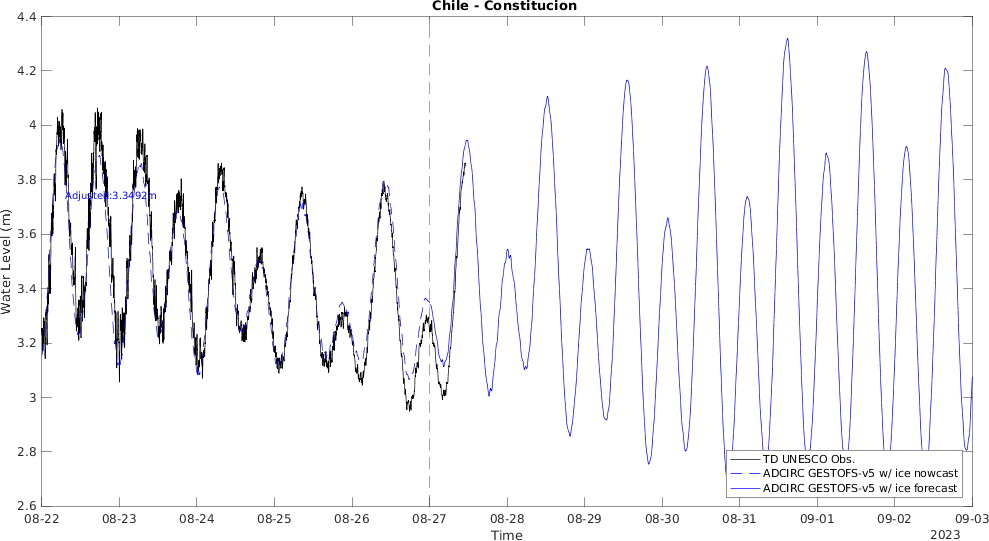 Chile - Constitucion
4.4
4.2
4
3.8
3.6
3.4
3.2
3
2.8
2.6
Water Level (m)
Adjusted:3.3492m
TD UNESCO Obs.
ADCIRC GESTOFS-v5 w/ ice nowcast
ADCIRC GESTOFS-v5 w/ ice forecast
08-22 08-23 08-24 08-25 08-26 08-27 08-28 08-29 08-30 08-31 09-01 09-02 09-03
Time
2023